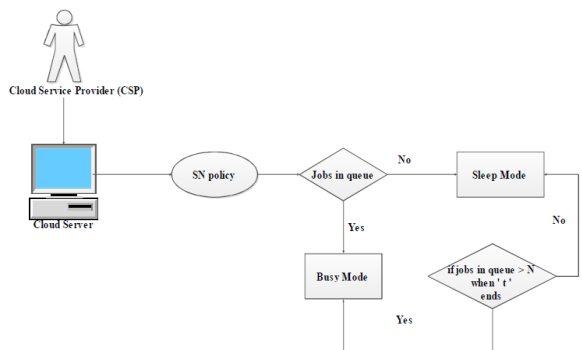 Cloud Service Provider (CSP)
Cloud Server
SN policy
Jobs in queue
No
Sleep Mode
Yes
Busy Mode
No
if jobs in queue > N
when ' t '
ends
Yes